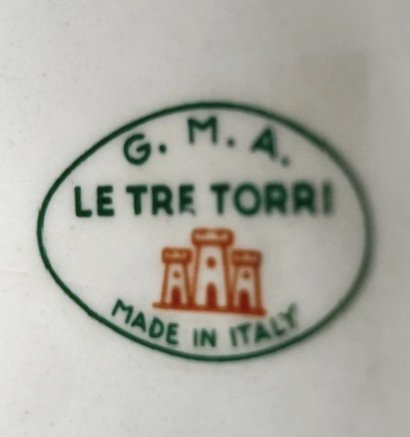 G. M. A.
LE TRE TORRI
MADE IN ITALY